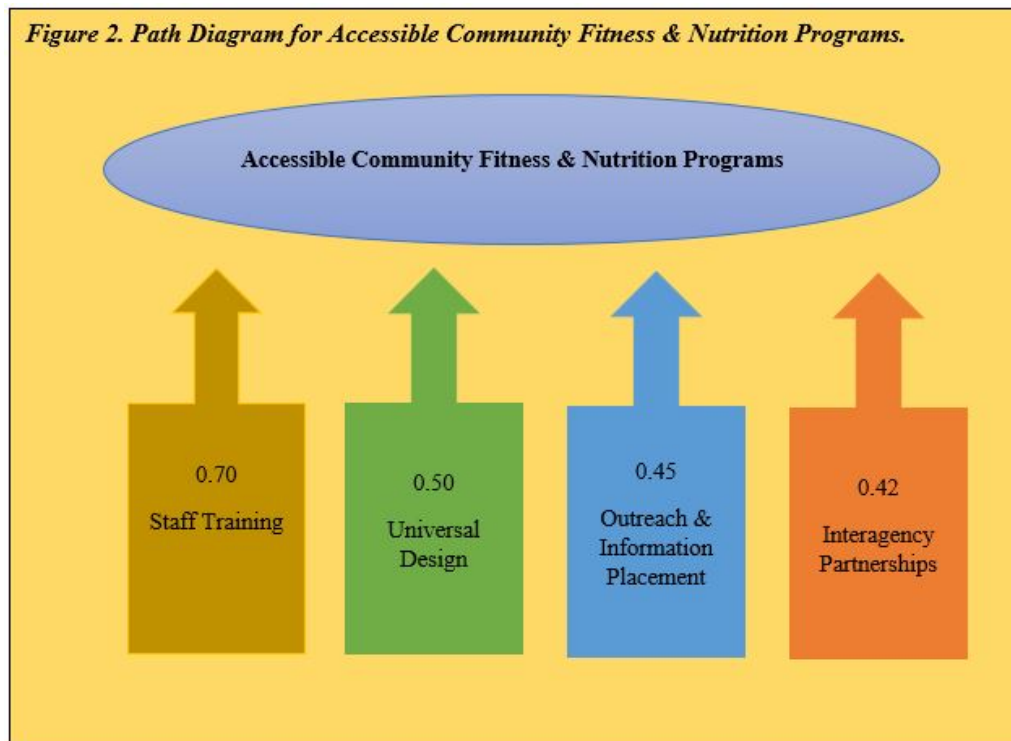 Figure 2. Path Diagram for Accessible Community Fitness & Nutrition Programs.
Accessible Community Fitness & Nutrition Programs
0.70
Staff Training
0.50
Universal
Design
0.45
Outreach &
Information
Placement
0.42
Interagency
Partnerships